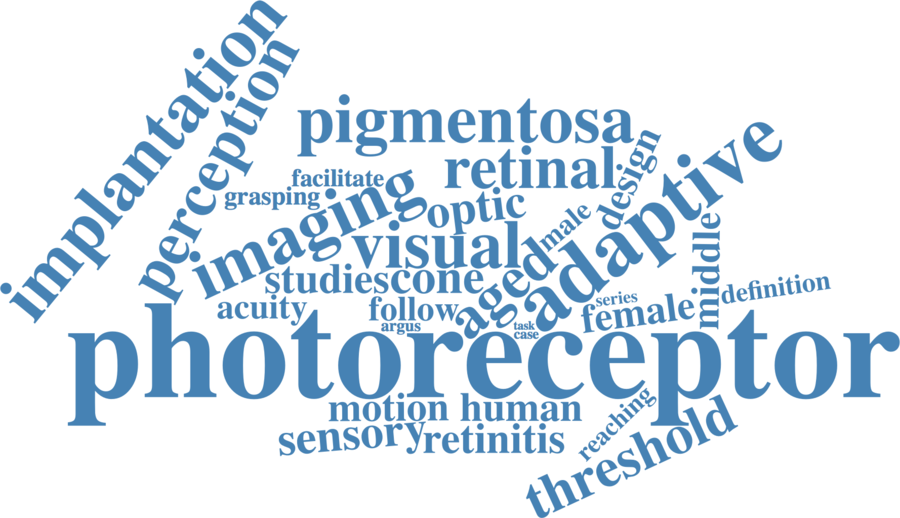 implantation
perception
pigmentosa
retinal
design
adaptive
facilitate
grasping
imaging
optic
male
visual
aged
middle
studies
cone
definition
acuity
follow
series
female
argus
task
case
photoreceptor
motion
human
reaching
sensory
retinitis
threshold